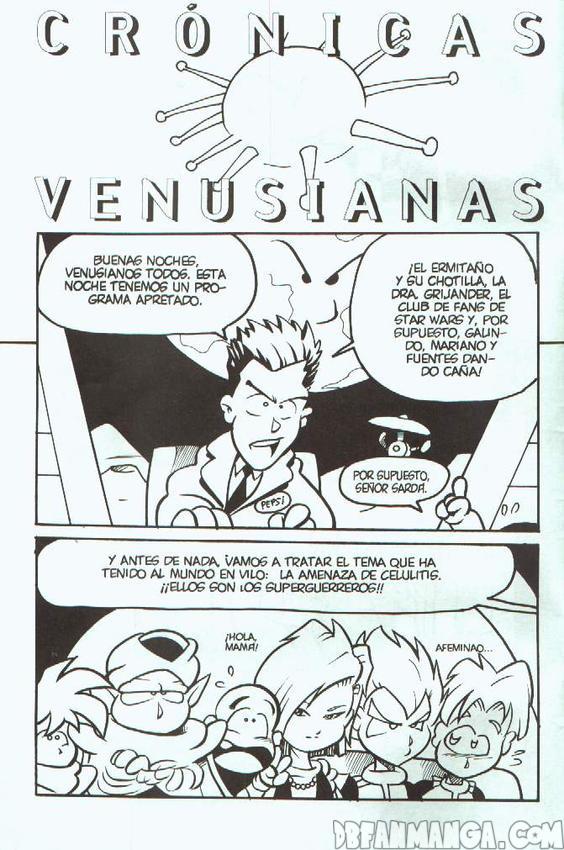 CRÓNICAS
VENUSIANAS
BUENAS NOCHES,
VENUSIANOS TODOS. ESTA
NOCHE TENEMOS UN PRO-
GRAMA APRETADO.
¡EL ERMITAÑO
Y SU CHOTILLA, LA
DRA. GRIJANDER, EL
CLUB DE FANS DE
STAR WARS Y, POR
SUPUESTO, GALIN-
DO, MARIANO Y
FUENTES DAN-
DO CAÑA!
POR SUPUESTO,
SEÑOR SARDÁ.
PEPSI
Y ANTES DE NADA, VAMOS A TRATAR EL TEMA QUE HA
TENIDO AL MUNDO EN VILO: LA AMENAZA DE CELULITIS.
¡¡ELLOS SON LOS SUPERGUERREROS!!
¡HOLA,
MAMA!
AFEMINAO...
DBFANMANGA.COM